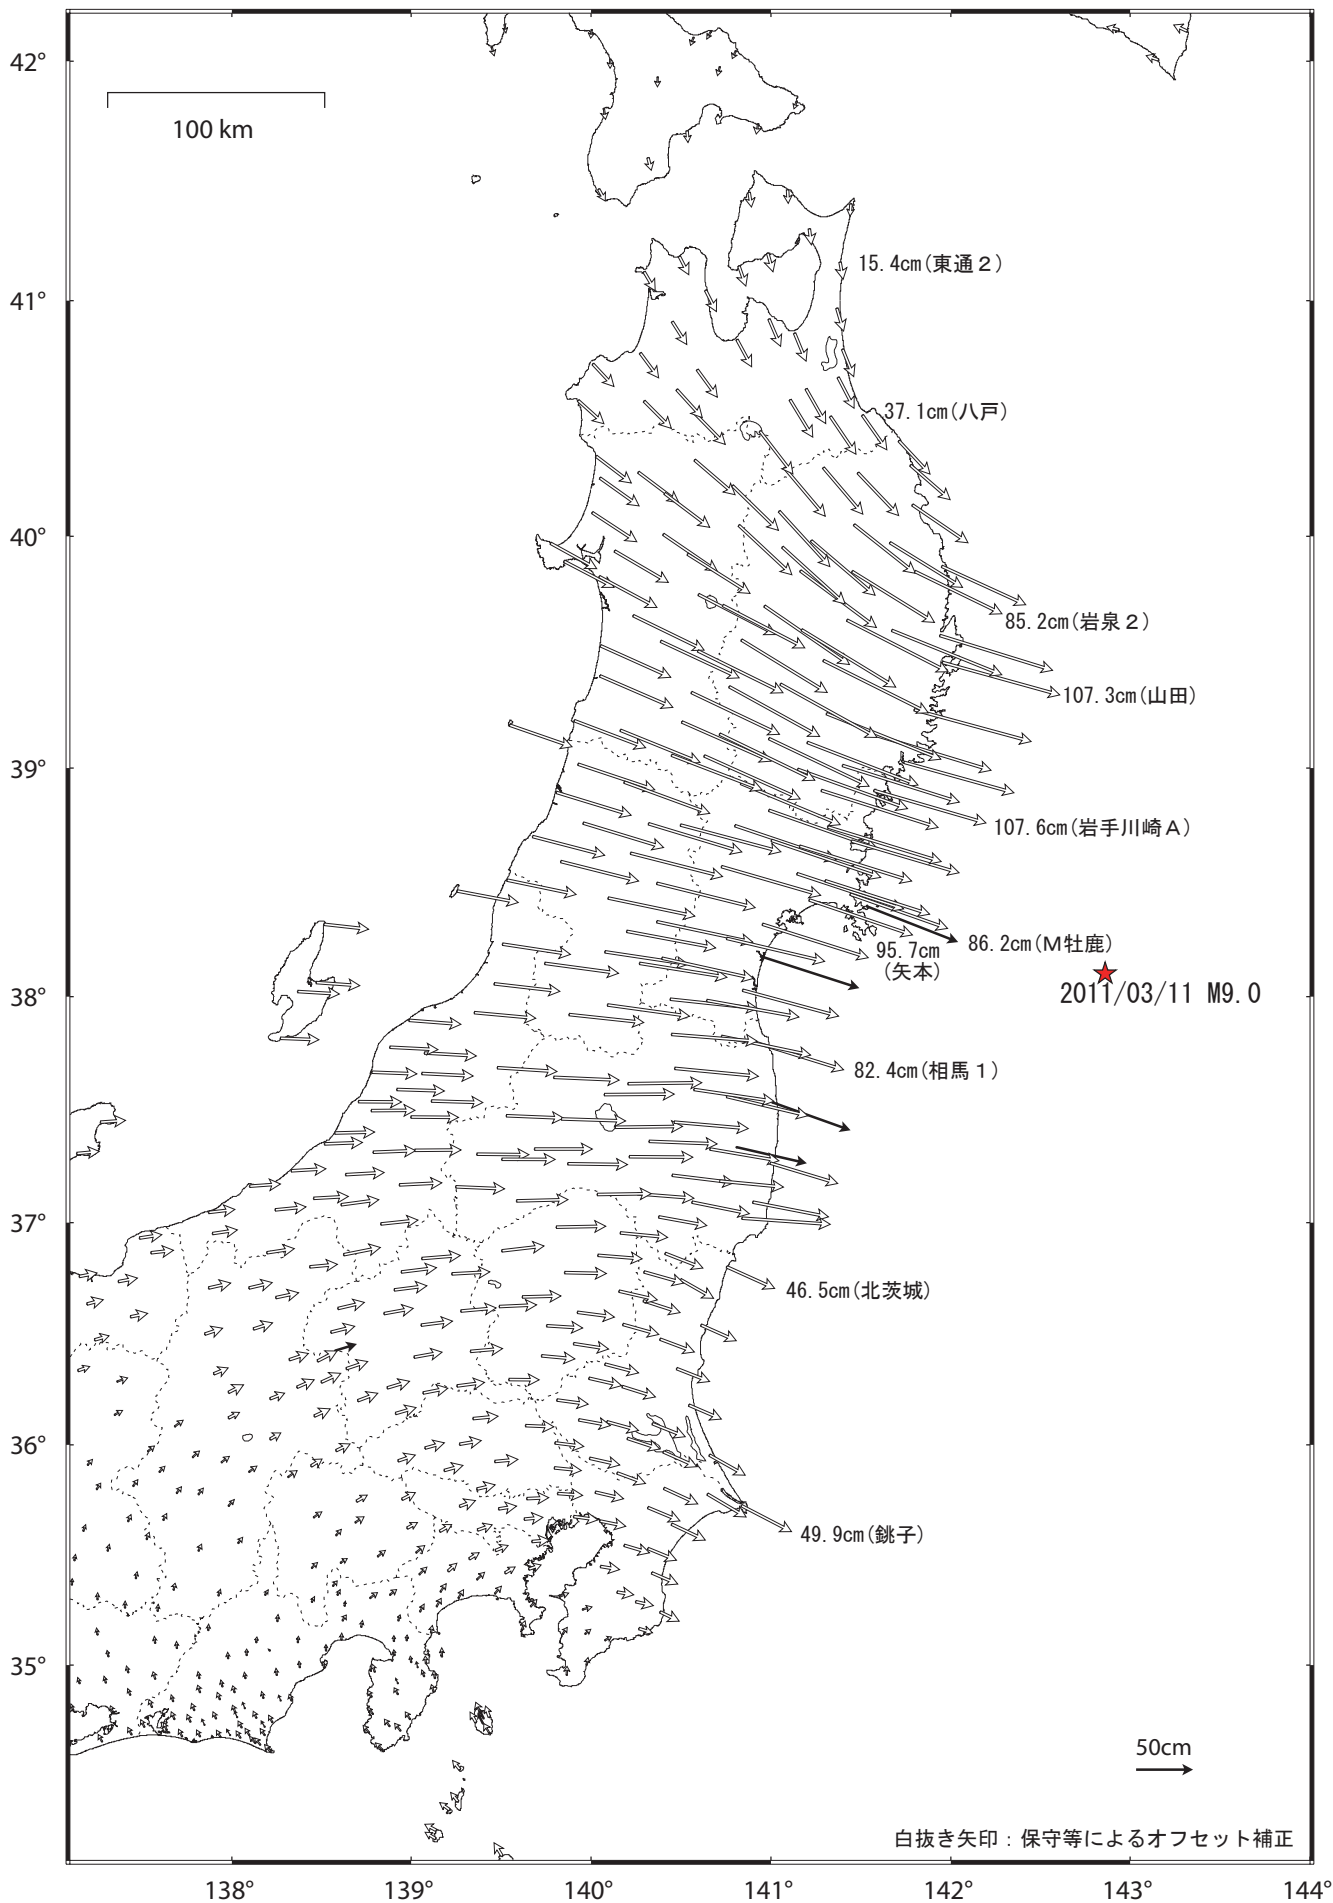 42°
100 km
15.4cm(東通２)
41°
37.1cm(八戸)
40°
85.2cm(岩泉２)
107.3cm(山田)
39°
107.6cm(岩手川崎Ａ)
86.2cm(Ｍ牡鹿)
95.7cm
(矢本)
38°
2011/03/11 M9.0
82.4cm(相馬１)
37°
46.5cm(北茨城)
36°
49.9cm(銚子)
35°
50cm
白抜き矢印：保守等によるオフセット補正
138°
139°
140°
141°
142°
143°
144°